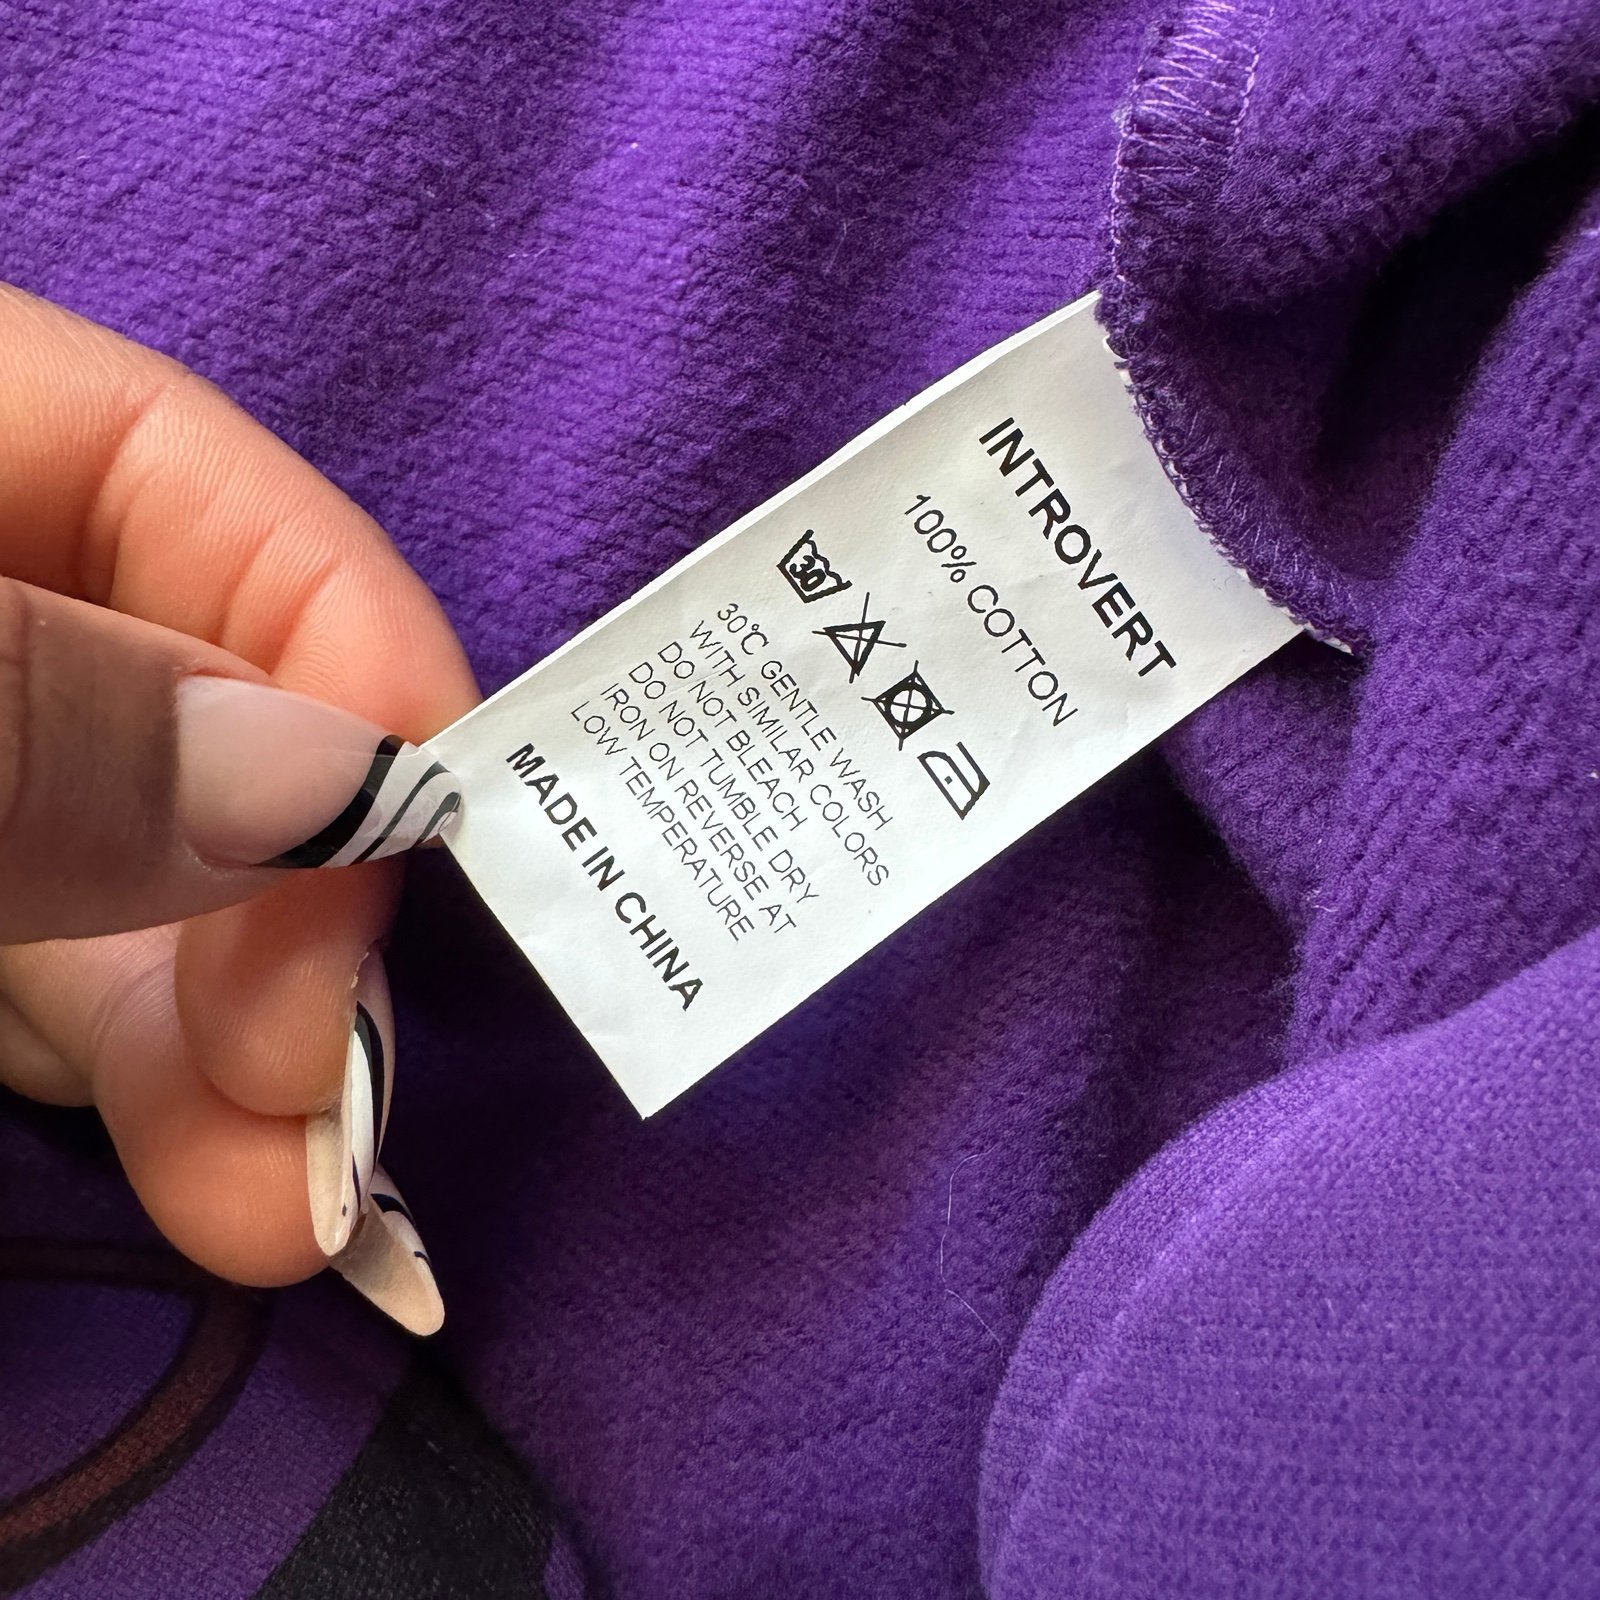 INTROVERT
100% COTTON
30
30℃ GENTLE WASH
WITH SIMILAR COLORS
DO NOT BLEACH
DO NOT TUMBLE DRY
IRON ON REVERSE AT
LOW TEMPERATURE
MADE IN CHINA